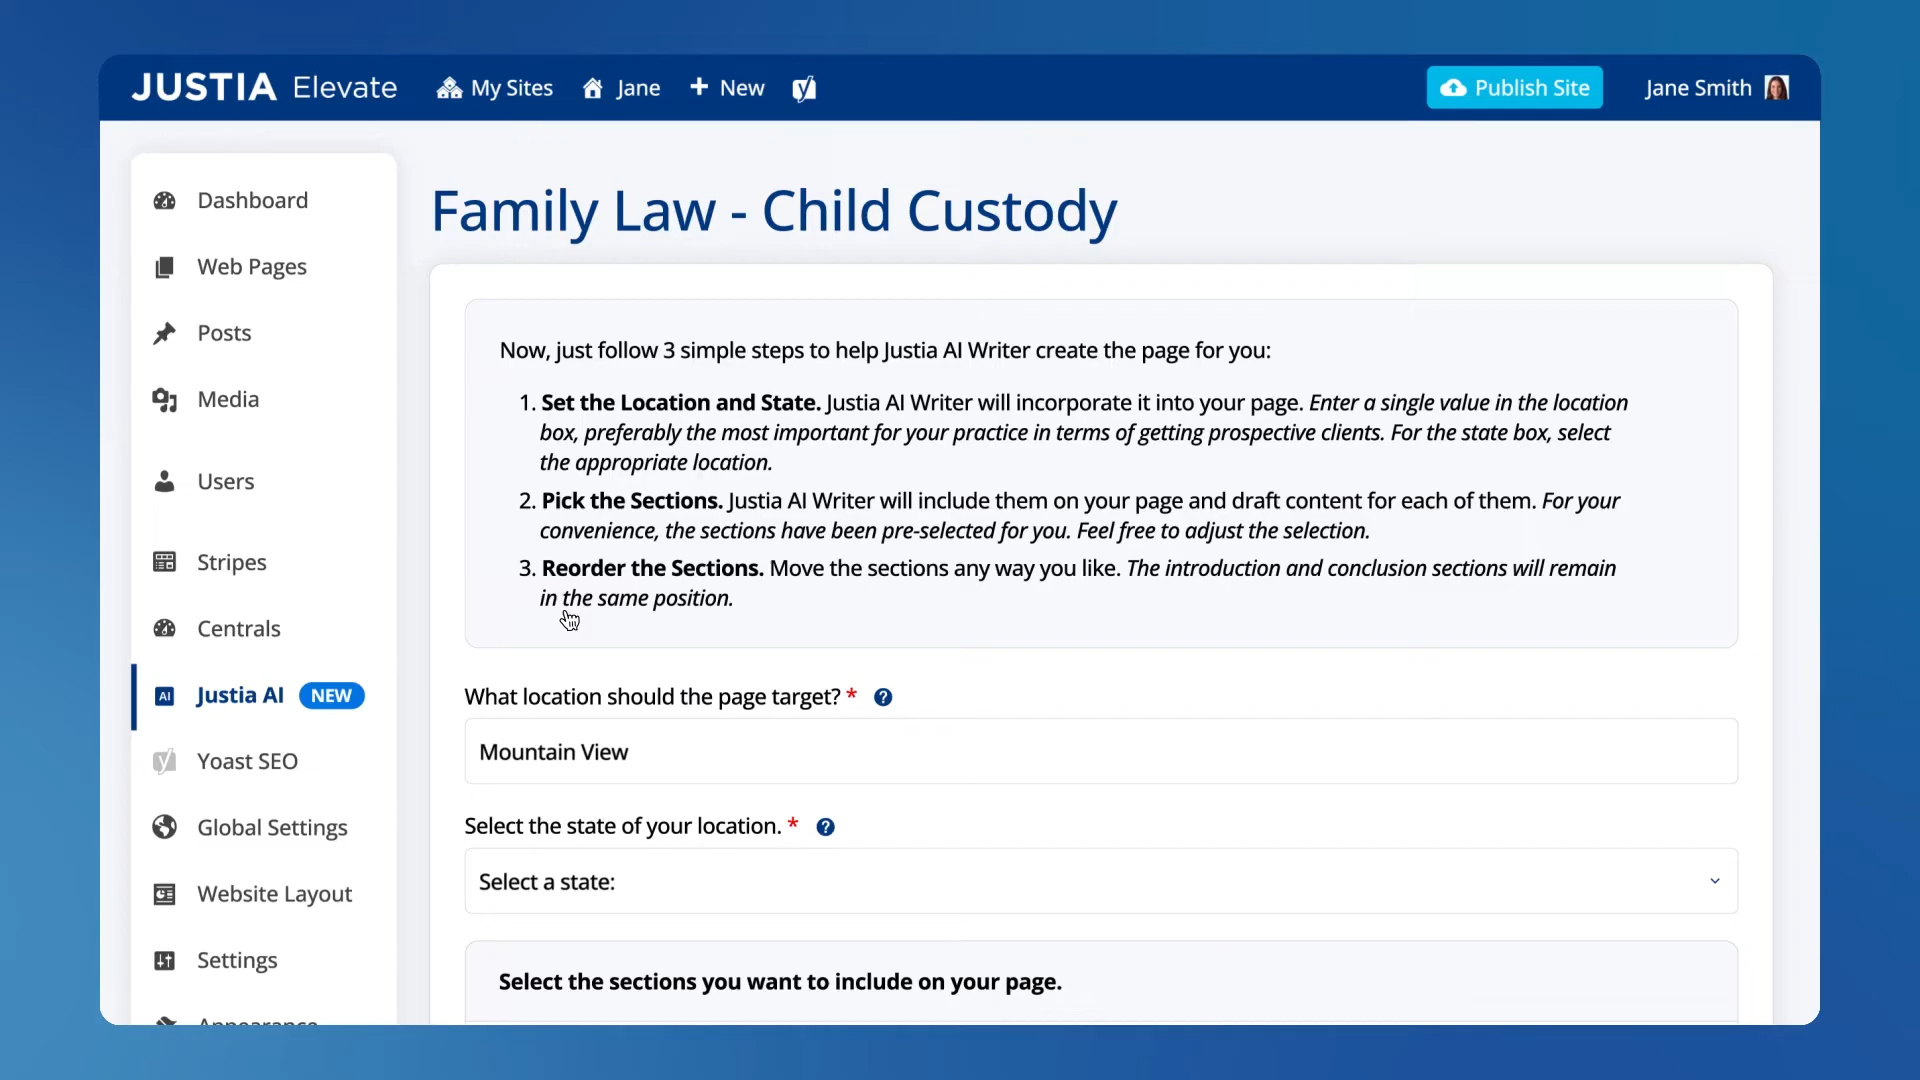 JUSTIA Elevate My Sites Jane + New Publish Site Jane Smith
Dashboard
Web Pages
Posts
Media
Users
Stripes
Centrals
AI Justia AI NEW
Yoast SEO
Global Settings
Website Layout
Settings
Appearance
Family Law - Child Custody
Now, just follow 3 simple steps to help Justia AI Writer create the page for you:
1. Set the Location and State. Justia AI Writer will incorporate it into your page. Enter a single value in the location
box, preferably the most important for your practice in terms of getting prospective clients. For the state box, select
the appropriate location.
2. Pick the Sections. Justia AI Writer will include them on your page and draft content for each of them. For your
convenience, the sections have been pre-selected for you. Feel free to adjust the selection.
3. Reorder the Sections. Move the sections any way you like. The introduction and conclusion sections will remain
in the same position.
What location should the page target? * ?
Mountain View
Select the state of your location. * ?
Select a state:
Select the sections you want to include on your page.